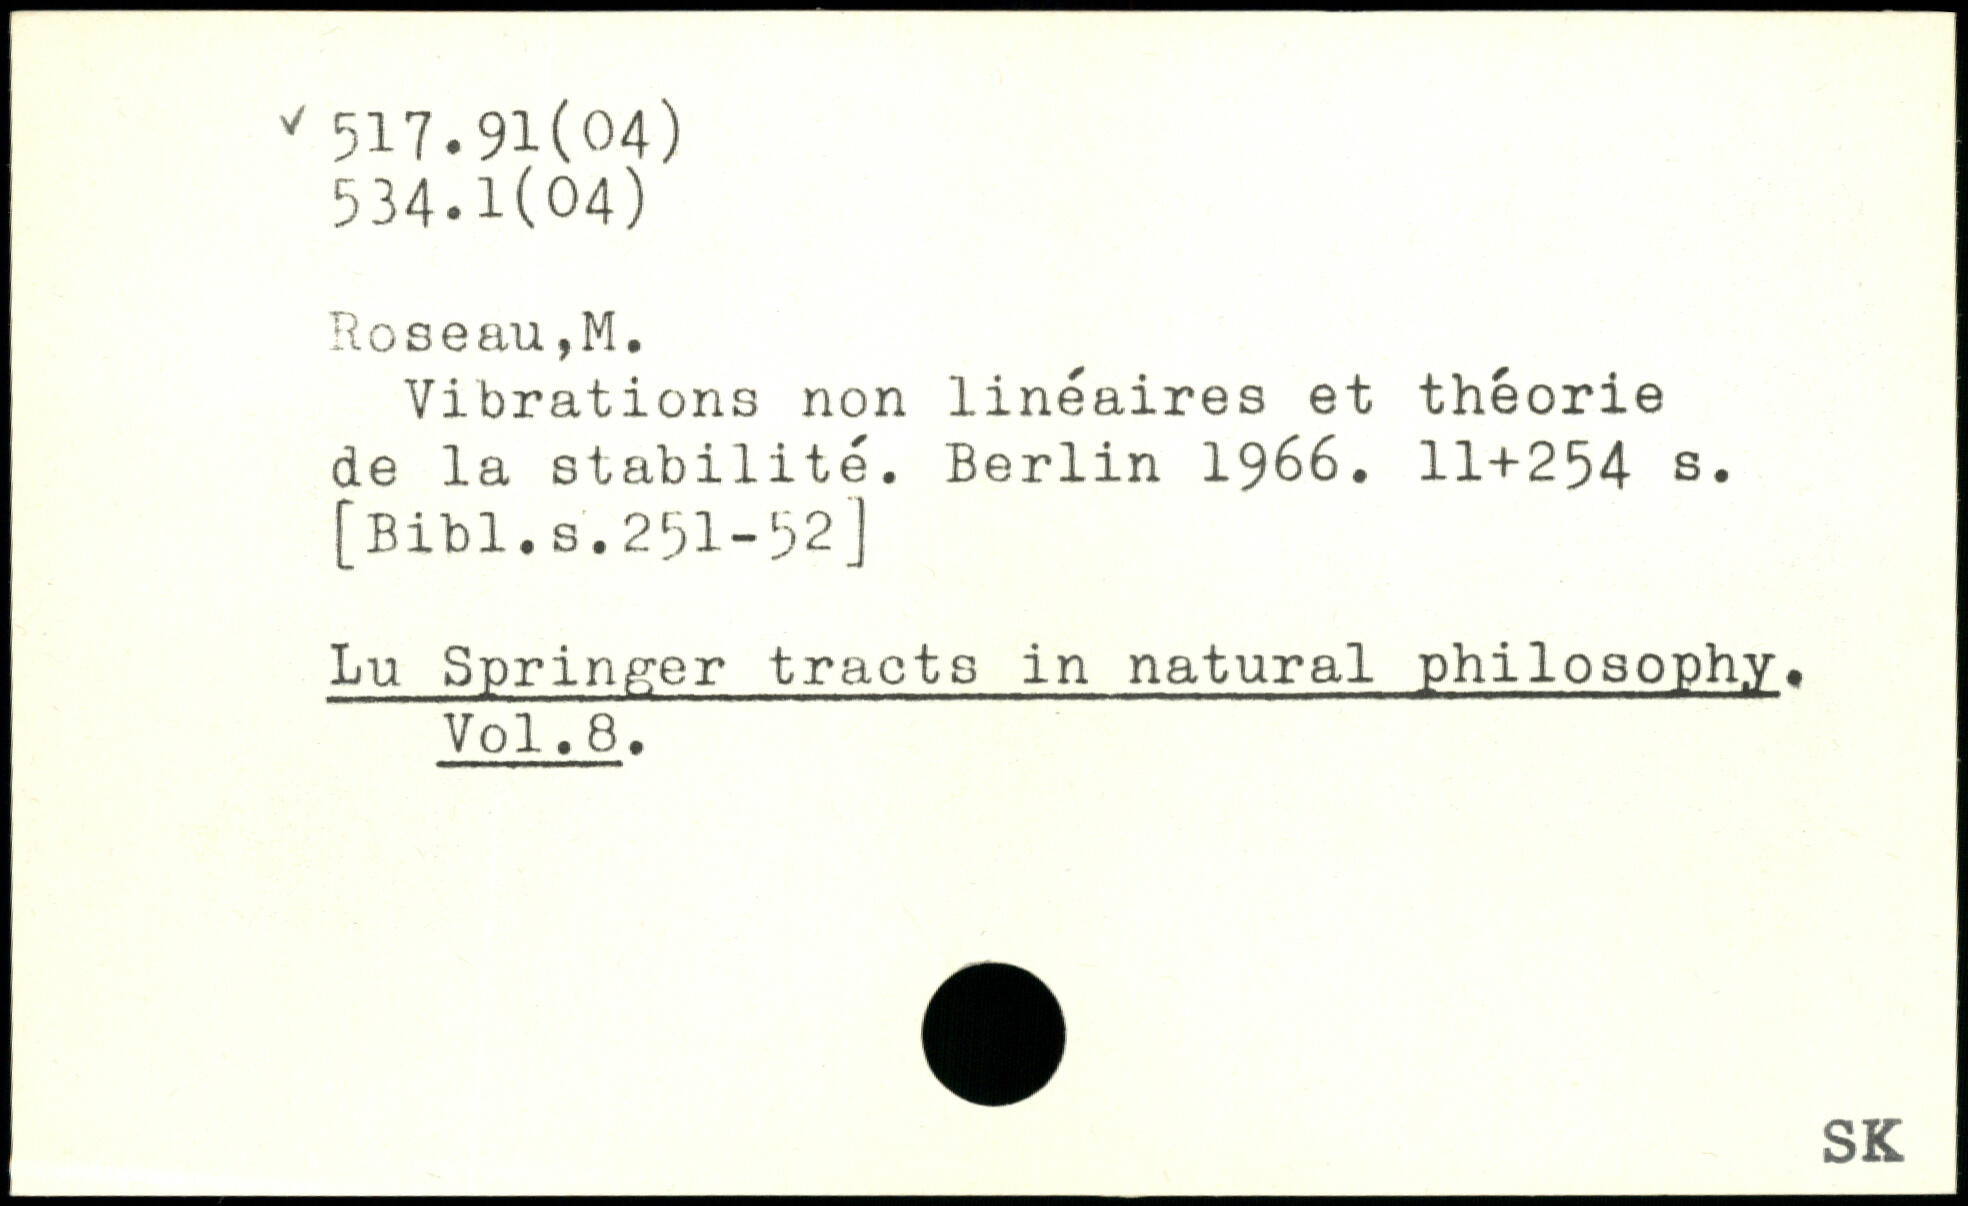 ✓ 517.91(04)
534.1(04)
Roseau,M.
Vibrations non linéaires et théorie
de la stabilité. Berlin 1966. 11+254 s.
[Bibl.s.251-52]
Lu Springer tracts in natural philosophy.
Vol.8.
SK